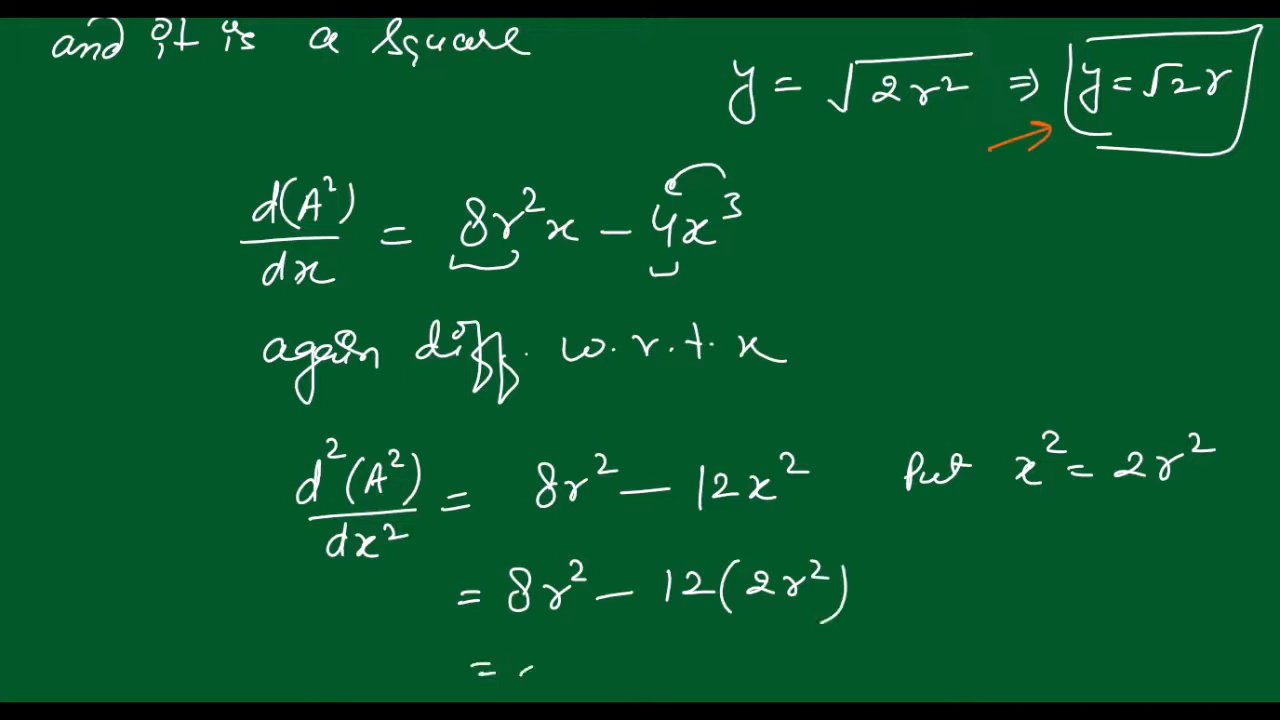 and it is a square
y = √2r² ⇒ y = √2r
d(A²)/dx = 8r²x − 4x³
again diff. w.r.t. x
d²(A²)/dx² = 8r² − 12x² Put x² = 2r²
= 8r² − 12(2r²)
=